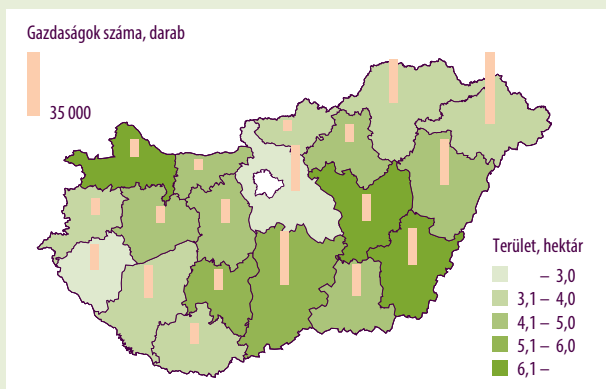 Gazdaságok száma, darab
35 000
Terület, hektár
– 3,0
3,1 – 4,0
4,1 – 5,0
5,1 – 6,0
6,1 –